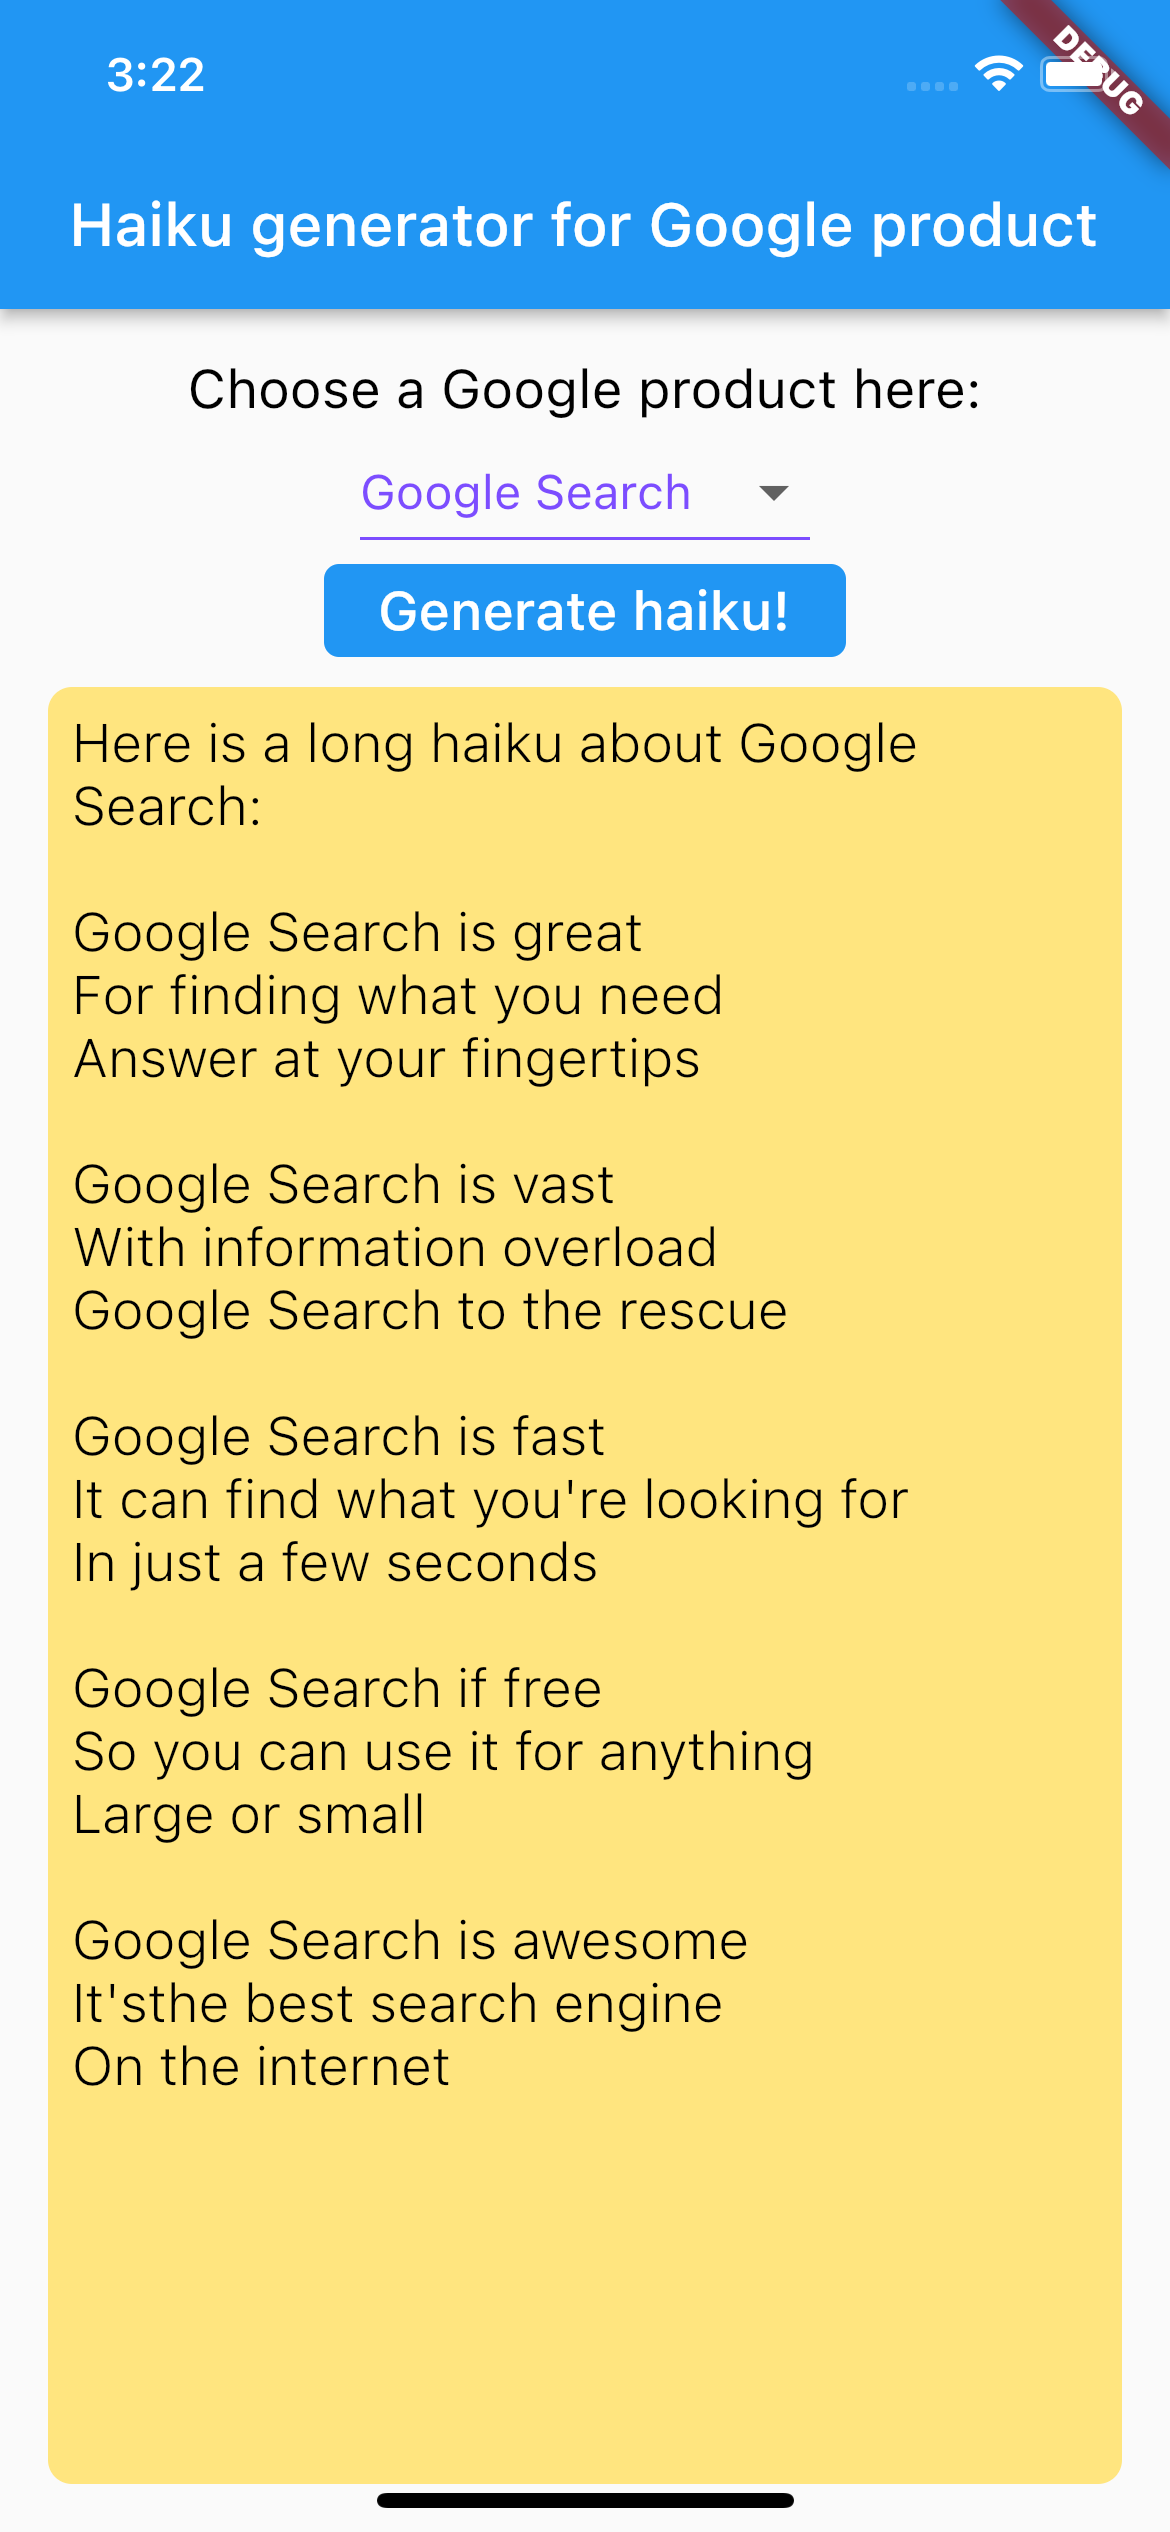 3:22
DEBUG
Haiku generator for Google product
Choose a Google product here:
Google Search
Generate haiku!
Here is a long haiku about Google
Search:
Google Search is great
For finding what you need
Answer at your fingertips
Google Search is vast
With information overload
Google Search to the rescue
Google Search is fast
It can find what you're looking for
In just a few seconds
Google Search if free
So you can use it for anything
Large or small
Google Search is awesome
It'sthe best search engine
On the internet